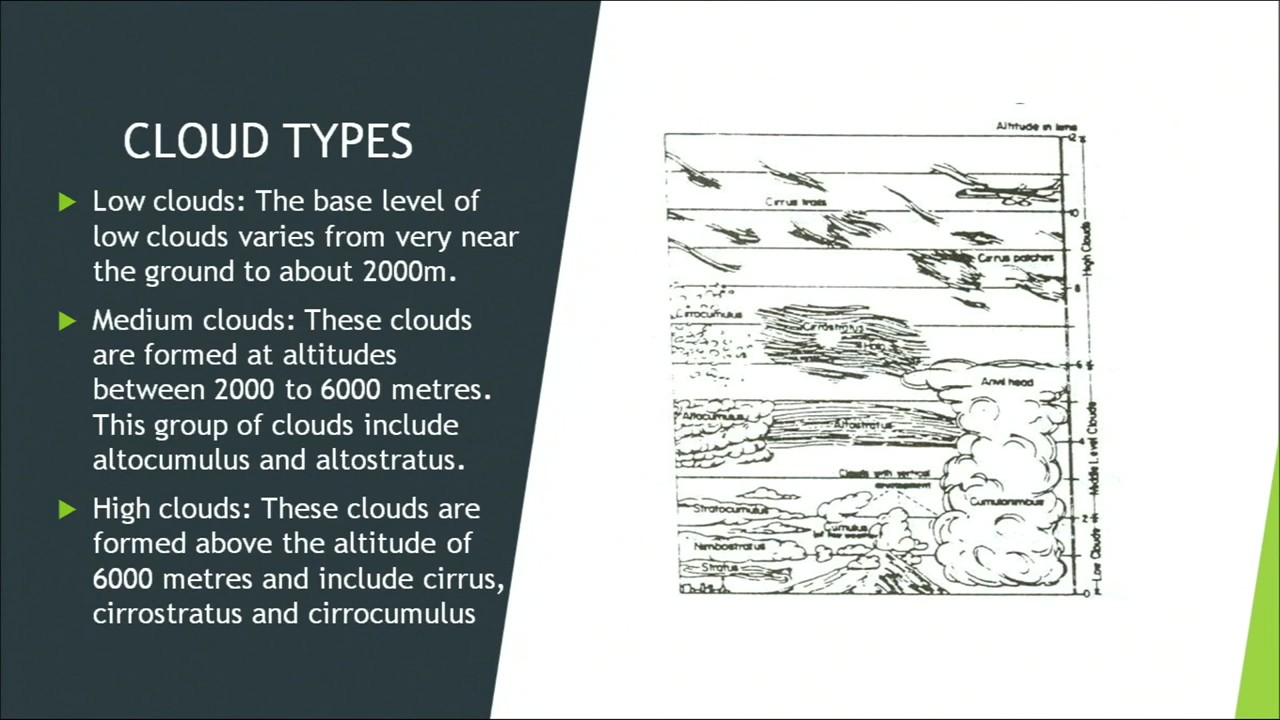 CLOUD TYPES
Low clouds: The base level of
low clouds varies from very near
the ground to about 2000m.
Medium clouds: These clouds
are formed at altitudes
between 2000 to 6000 metres.
This group of clouds include
altocumulus and altostratus.
High clouds: These clouds are
formed above the altitude of
6000 metres and include cirrus,
cirrostratus and cirrocumulus
Altitude in kms
12
Cirrus trails
10
High Clouds
Cirrus patches
8
Cirrocumulus
Cirrostratus
Halo
6
Anvil head
Altocumulus
Altostratus
4
Middle Level Clouds
Clouds with vertical
development
Cumulonimbus
Stratocumulus
2
Cumulus
Nimbostratus
Low Clouds
Stratus
0